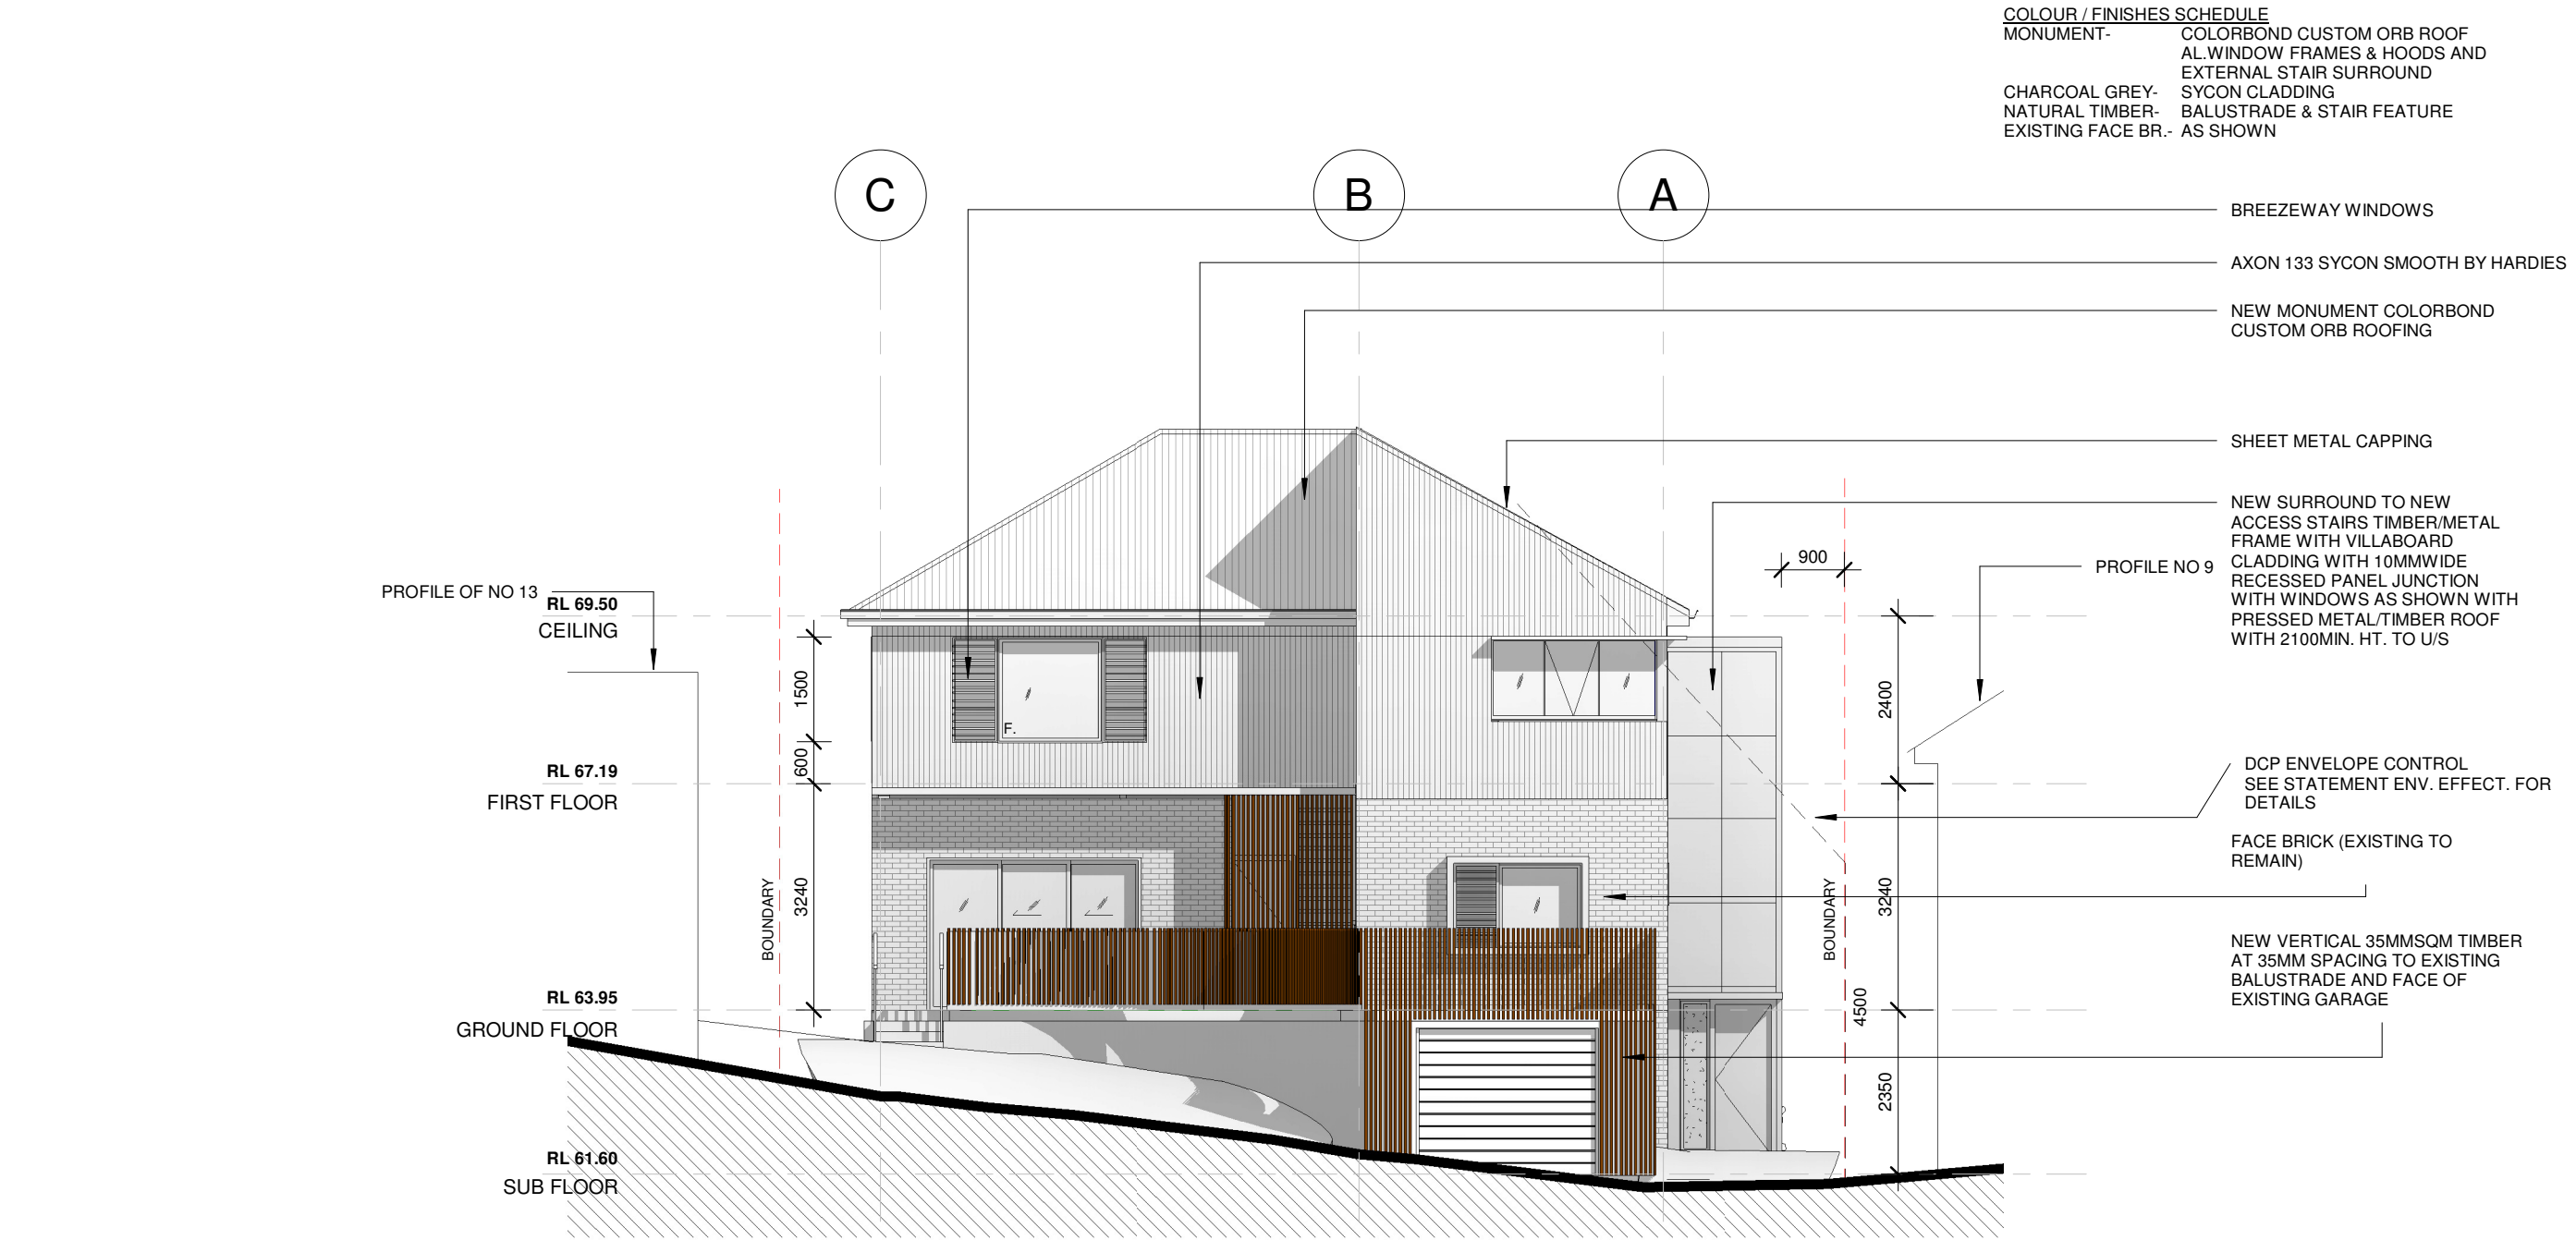 COLOUR / FINISHES SCHEDULE
MONUMENT- COLORBOND CUSTOM ORB ROOF
AL.WINDOW FRAMES & HOODS AND
EXTERNAL STAIR SURROUND
CHARCOAL GREY- SYCON CLADDING
NATURAL TIMBER- BALUSTRADE & STAIR FEATURE
EXISTING FACE BR.- AS SHOWN
C
B
A
BREEZEWAY WINDOWS
AXON 133 SYCON SMOOTH BY HARDIES
NEW MONUMENT COLORBOND
CUSTOM ORB ROOFING
SHEET METAL CAPPING
NEW SURROUND TO NEW
ACCESS STAIRS TIMBER/METAL
FRAME WITH VILLABOARD
CLADDING WITH 10MMWIDE
RECESSED PANEL JUNCTION
WITH WINDOWS AS SHOWN WITH
PRESSED METAL/TIMBER ROOF
WITH 2100MIN. HT. TO U/S
900
PROFILE NO 9
PROFILE OF NO 13
RL 69.50
CEILING
1500
600
2400
F.
RL 67.19
FIRST FLOOR
DCP ENVELOPE CONTROL
SEE STATEMENT ENV. EFFECT. FOR
DETAILS
FACE BRICK (EXISTING TO
REMAIN)
BOUNDARY
3240
BOUNDARY
3240
NEW VERTICAL 35MMSQM TIMBER
AT 35MM SPACING TO EXISTING
BALUSTRADE AND FACE OF
EXISTING GARAGE
RL 63.95
GROUND FLOOR
4500
2350
RL 61.60
SUB FLOOR